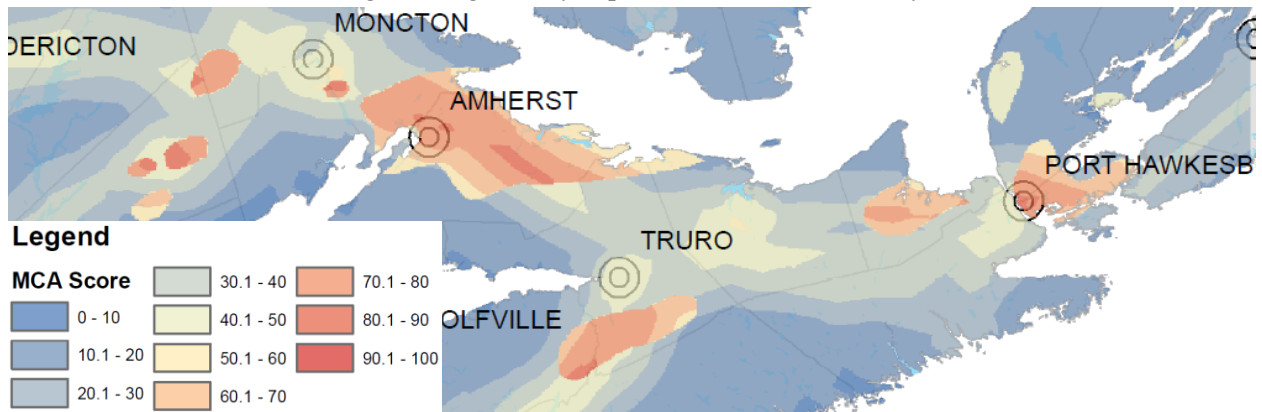 MONCTON
DERICTON
AMHERST
PORT HAWKESB
TRURO
OLFVILLE
Legend
MCA Score
0 - 10
10.1 - 20
20.1 - 30
30.1 - 40
40.1 - 50
50.1 - 60
60.1 - 70
70.1 - 80
80.1 - 90
90.1 - 100